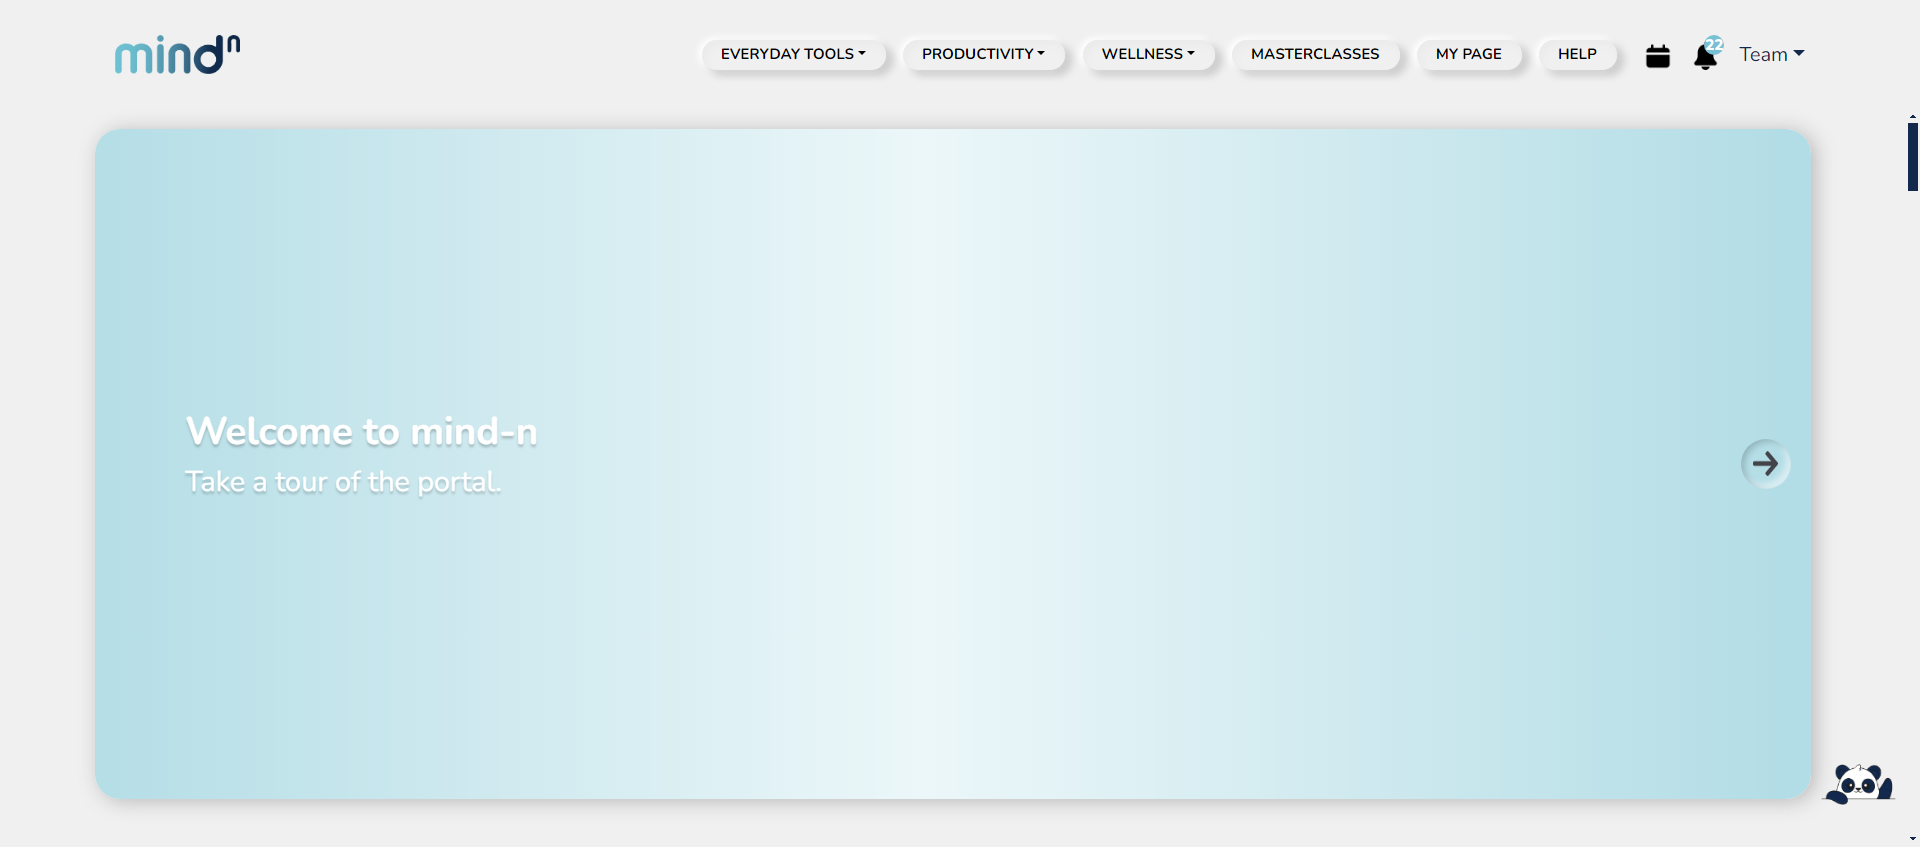 mind^n
EVERYDAY TOOLS
PRODUCTIVITY
WELLNESS
MASTERCLASSES
MY PAGE
HELP
22
Team
Welcome to mind-n
Take a tour of the portal.